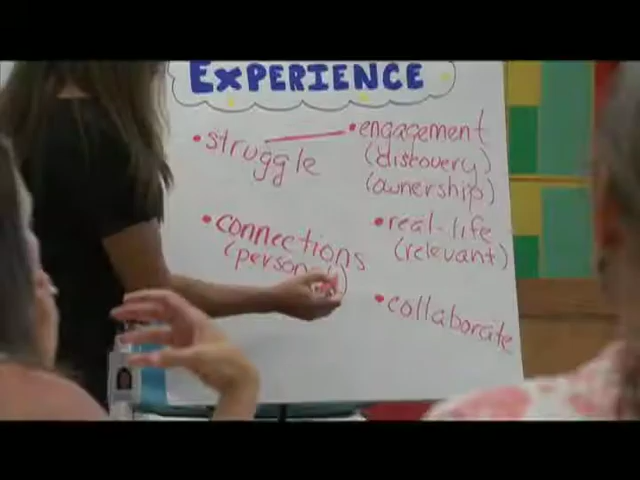 EXPERIENCE
• struggle
• engagement
(discovery)
(ownership)
• connections
• real-life
(relevant)
• collaborate